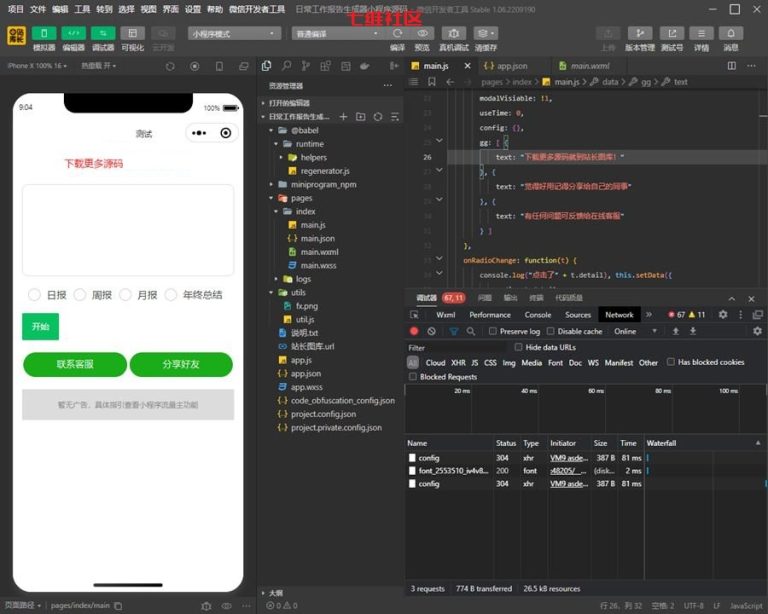 项目 文件 编辑 工具 转到 选择 视图 界面 设置 帮助 微信开发者工具
日常工作报告生成器小程序源码 - 微信开发者工具 Stable 1.06.2209190
七维社区
模拟器 编辑器 调试器 可视化 云开发
小程序模式 普通编译
编译 预览 真机调试 清缓存
上传 版本管理 测试号 详情 消息
iPhone X 100% 16 热重载 开
9:04 100%
测试
下载更多源码
日报 周报 月报 年终总结
开始
联系客服 分享好友
暂无广告，具体指引查看小程序流量主功能
页面路径 pages/index/main
资源管理器
打开的编辑器
日常工作报告生成...
@babel
runtime
helpers
regenerator.js
miniprogram_npm
pages
index
main.js
main.json
main.wxml
main.wxss
logs
utils
fx.png
util.js
说明.txt
站长图库.url
app.js
app.json
app.wxss
code_obfuscation_config.json
project.config.json
project.private.config.json
大纲
0 0
main.js app.json main.wxml
pages > index > main.js > data > gg > text
22 modalVisiable: !1,
23 useTime: 0,
24 config: {},
25 gg: [ {
26 text: "下载更多源码就到站长图库！"
27 }, {
28 text: "觉得好用记得分享给自己的同事"
29 }, {
30 text: "有任何问题可反馈给在线客服"
31 } ]
32 },
33 onRadioChange: function(t) {
34 console.log("点击了" + t.detail), this.setData({
调试器 67, 11 问题 输出 终端 代码质量
Wxml Performance Console Sources Network 67 11
Preserve log Disable cache Online
Filter Hide data URLs
All Cloud XHR JS CSS Img Media Font Doc WS Manifest Other Has blocked cookies
Blocked Requests
20 ms 40 ms 60 ms 80 ms 100 ms
Name Status Type Initiator Size Time Waterfall
config 304 xhr VM9 asde... 387 B 81 ms
font_2553510_iv4v8... 200 font :48205/__... (disk... 2 ms
config 304 xhr VM9 asde... 387 B 81 ms
3 requests 774 B transferred 26.5 kB resources
行 26，列 32 空格: 2 UTF-8 LF JavaScript